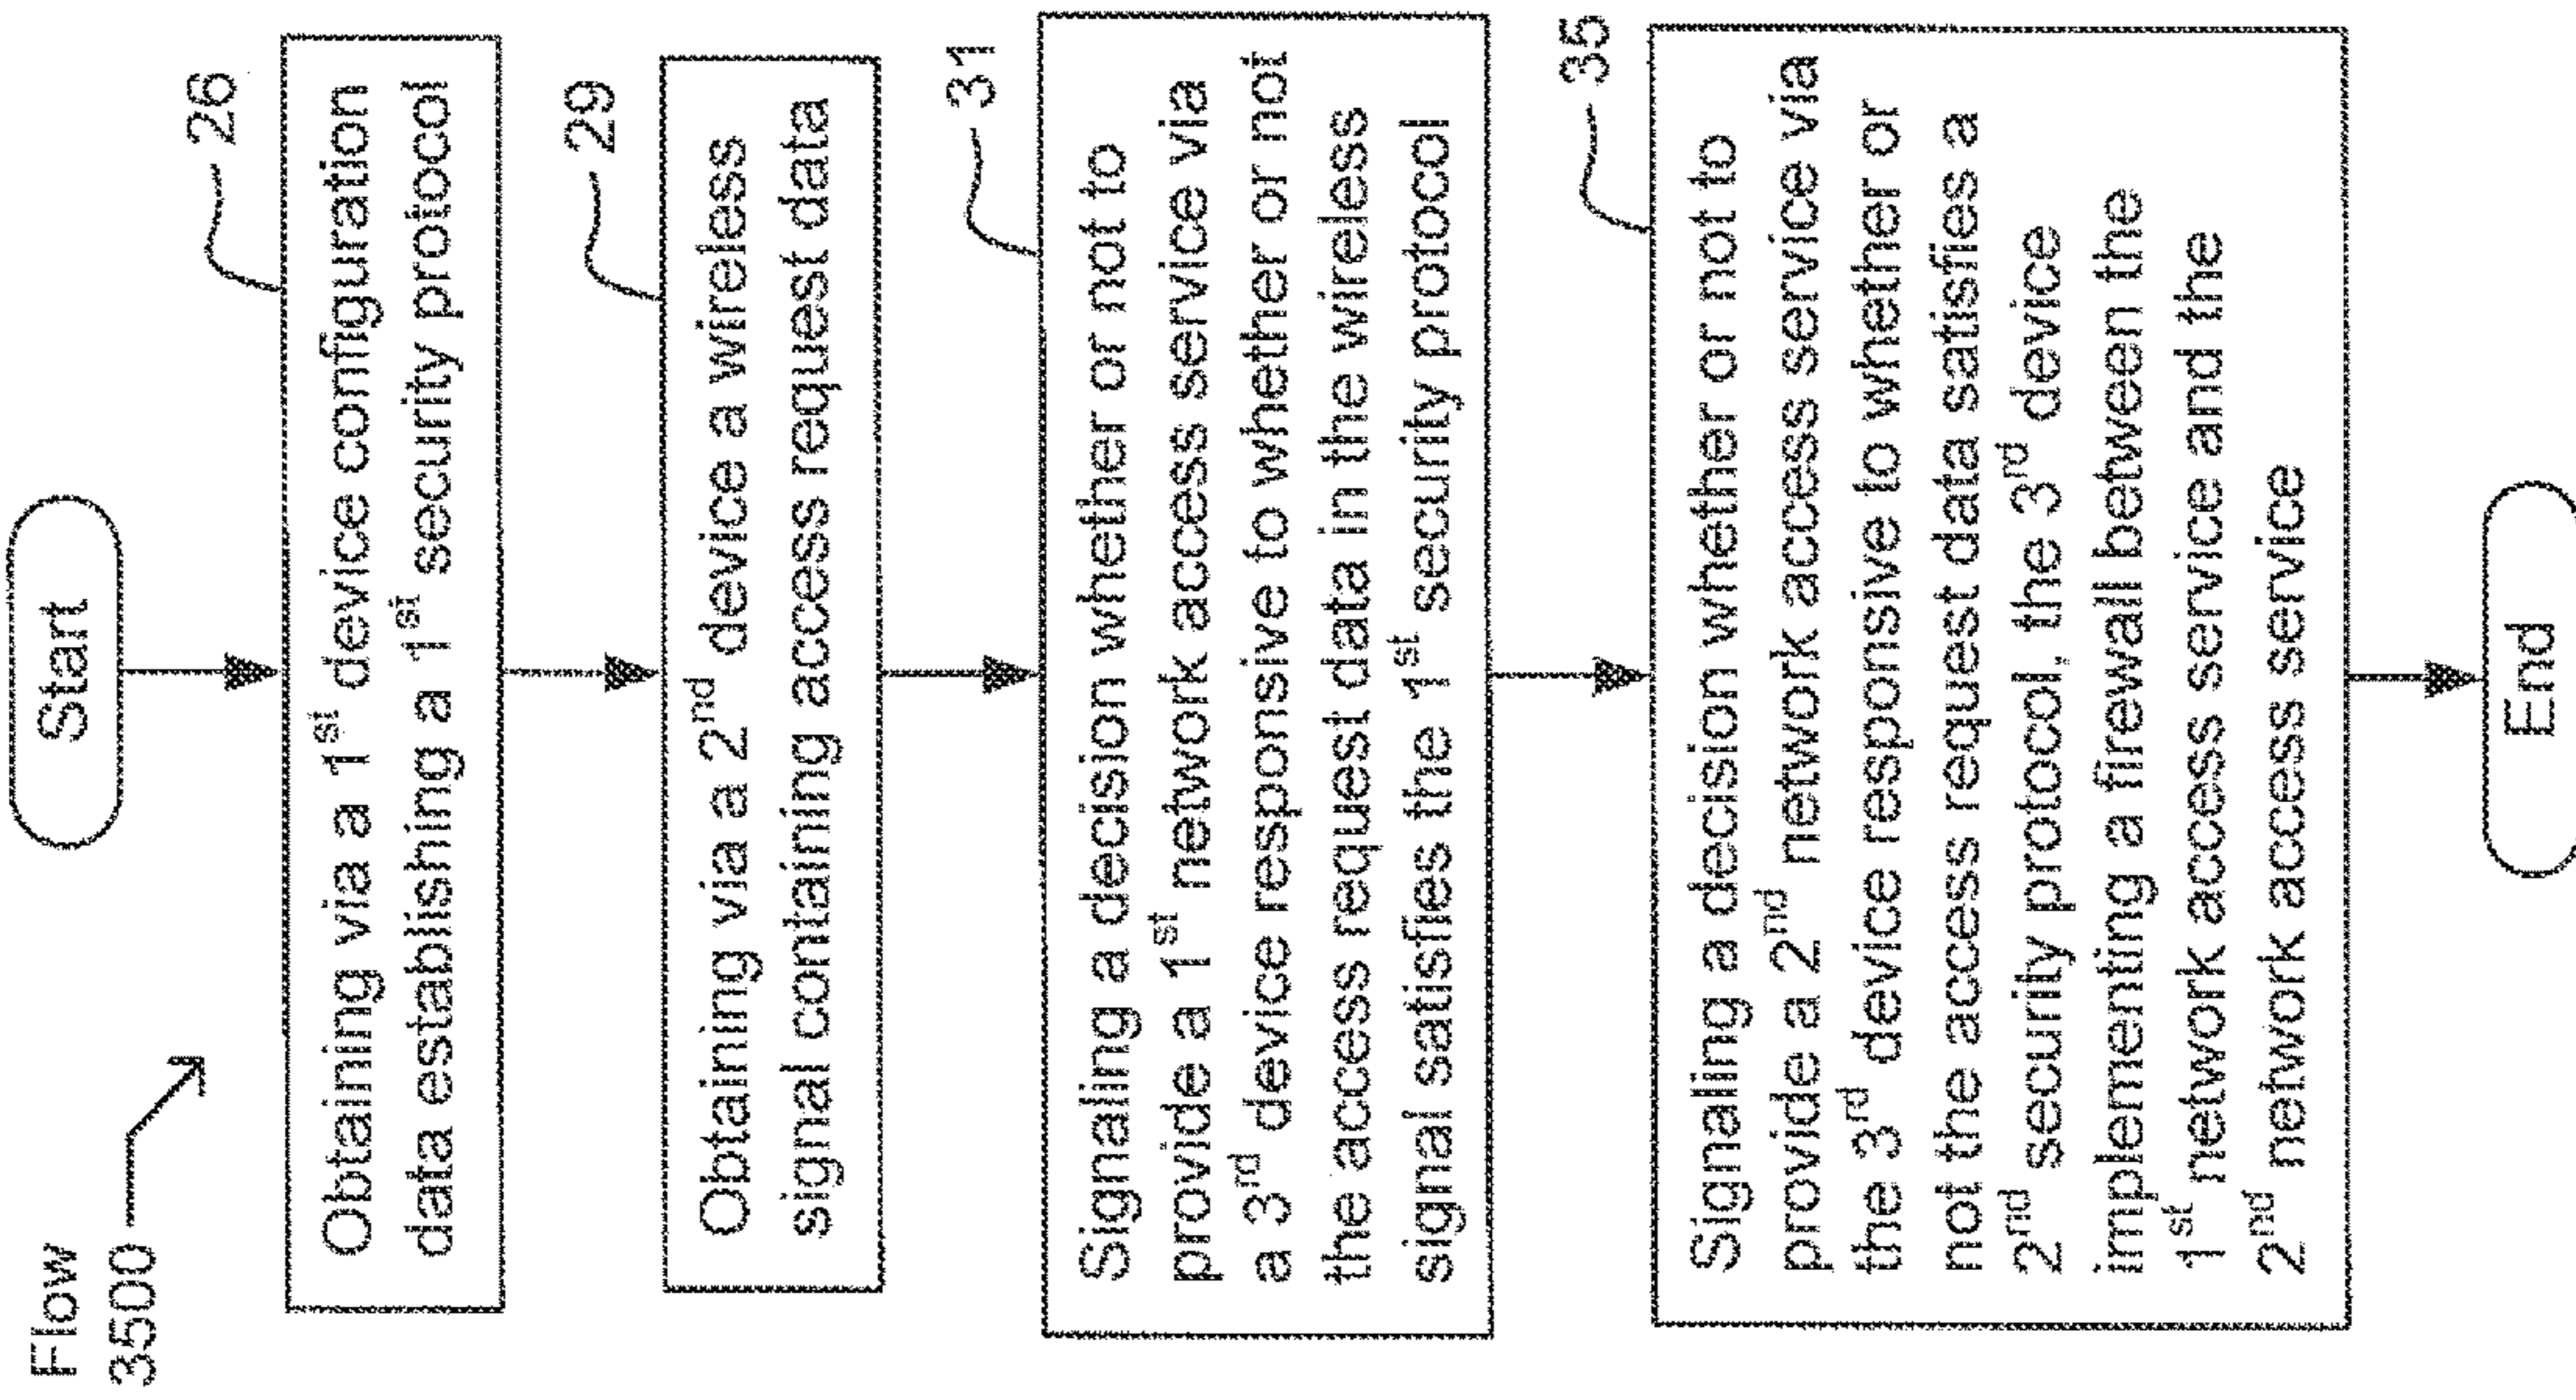 Flow
3500
Start
26
Obtaining via a 1st device configuration
data establishing a 1st security protocol
29
Obtaining via a 2nd device a wireless
signal containing access request data
31
Signaling a decision whether or not to
provide a 1st network access service via
a 3rd device responsive to whether or not
the access request data in the wireless
signal satisfies the 1st security protocol
35
Signaling a decision whether or not to
provide a 2nd network access service via
the 3rd device responsive to whether or
not the access request data satisfies a
2nd security protocol, the 3rd device
implementing a firewall between the
1st network access service and the
2nd network access service
End